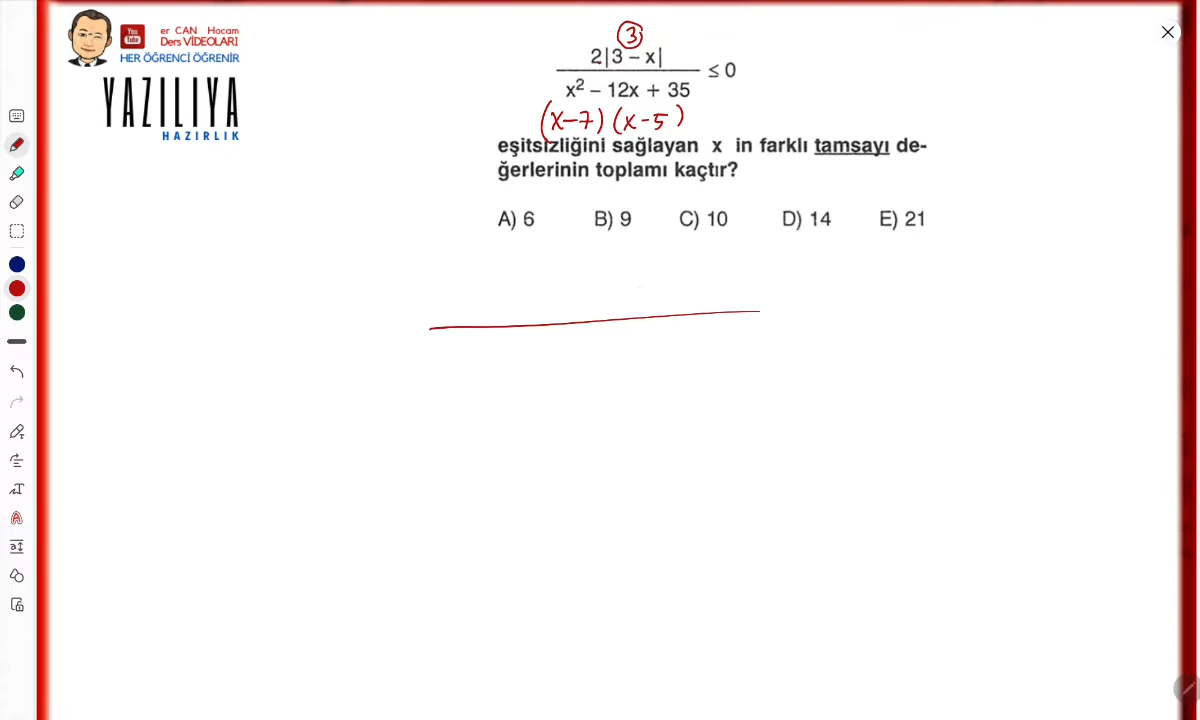 er CAN Hocam
You Tube
Ders VİDEOLARI
HER ÖĞRENCİ ÖĞRENİR
YAZILIYA
HAZIRLIK
3
2|3 – x|
x² – 12x + 35
≤ 0
(x-7) (x-5)
eşitsizliğini sağlayan x in farklı tamsayı de-
ğerlerinin toplamı kaçtır?
A) 6 B) 9 C) 10 D) 14 E) 21